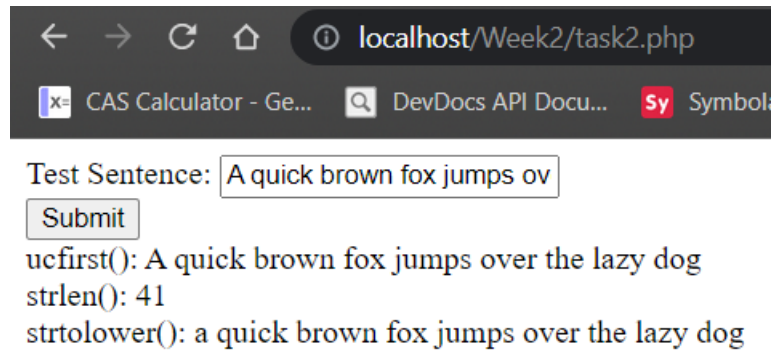 localhost/Week2/task2.php
CAS Calculator - Ge... DevDocs API Docu... Sy Symbola
Test Sentence: A quick brown fox jumps ov
Submit
ucfirst(): A quick brown fox jumps over the lazy dog
strlen(): 41
strtolower(): a quick brown fox jumps over the lazy dog